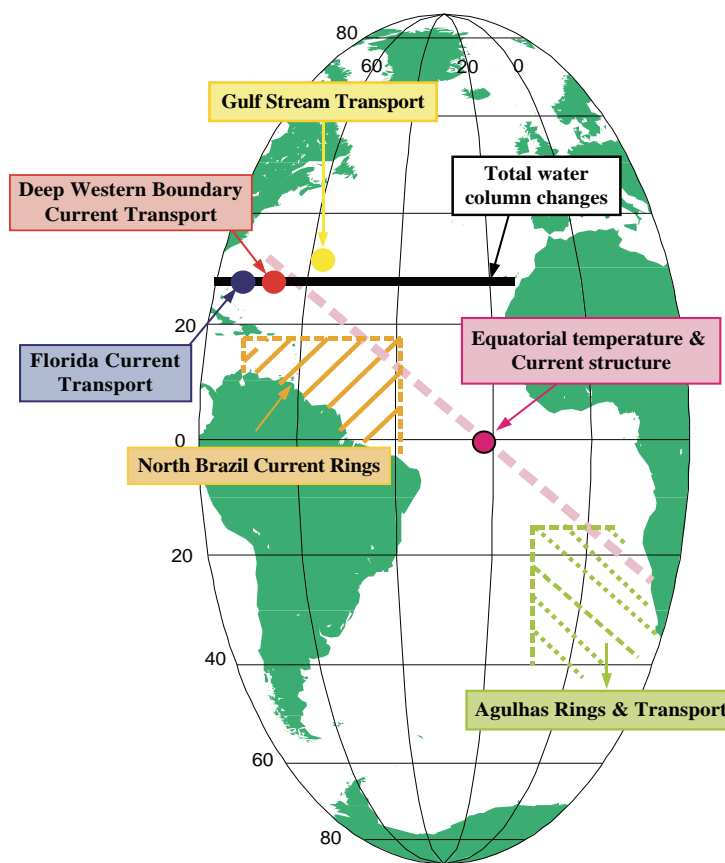 80
60
20
0
Gulf Stream Transport
Deep Western Boundary
Current Transport
Total water
column changes
20
Florida Current
Transport
Equatorial temperature &
Current structure
0
North Brazil Current Rings
20
40
Agulhas Rings & Transport
60
80